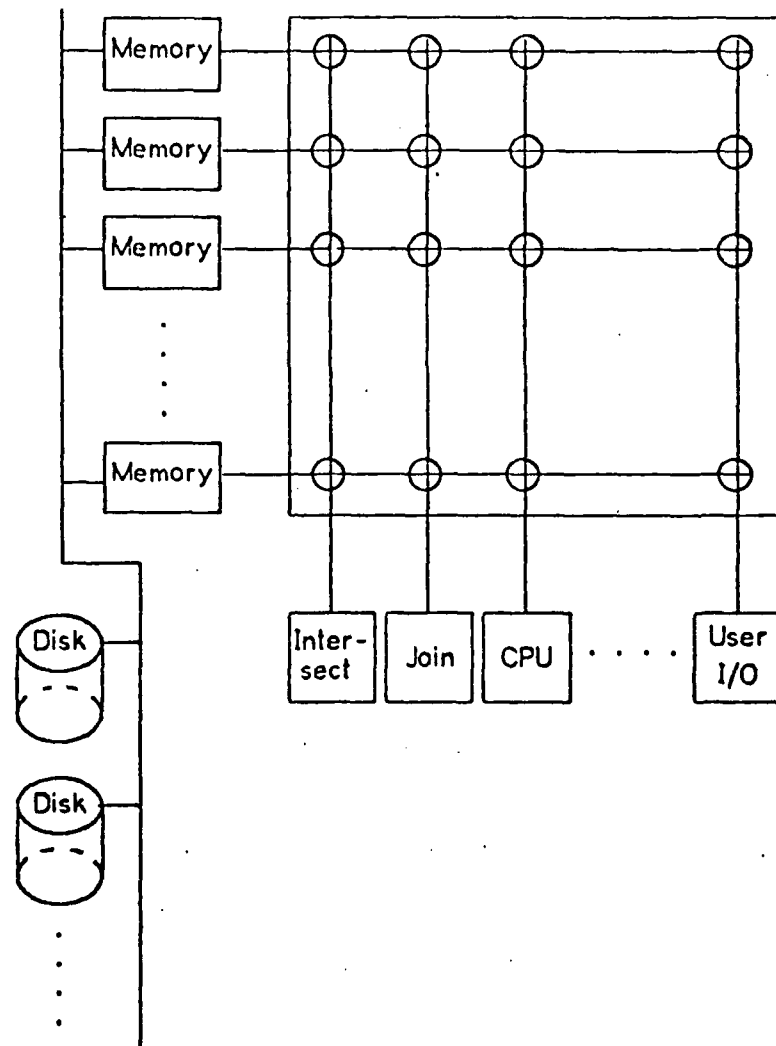 Memory
Memory
Memory
Memory
Inter-
sect
Join
CPU
User
I/O
Disk
Disk